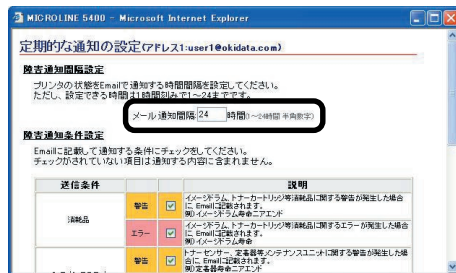 MICROLINE 5400 - Microsoft Internet Explorer
定期的な通知の設定(アドレス1:user1@okidata.com)
障害通知間隔設定
プリンタの状態をEmailで通知する時間間隔を設定してください。
ただし、設定できる時間は1時間刻みで1～24までです。
メール通知間隔: 24 時間(1～24時間 半角数字)
障害通知条件設定
Emailに記載して通知する条件にチェックをしてください。
チェックがされていない項目は通知する内容に含まれません。
送信条件 説明
消耗品
警告 イメージドラム、トナーカートリッジ等消耗品に関する警告が発生した場合に、Emailに記載されます。
例)イメージドラム寿命ニアエンド
エラー イメージドラム、トナーカートリッジ等消耗品に関するエラーが発生した場合に、Emailに記載されます。
例)イメージドラム寿命
警告 トナーセンサー、定着器等メンテナンスユニットに関する警告が発生した場合に、Emailに記載されます。
例)定着器寿命ニアエンド